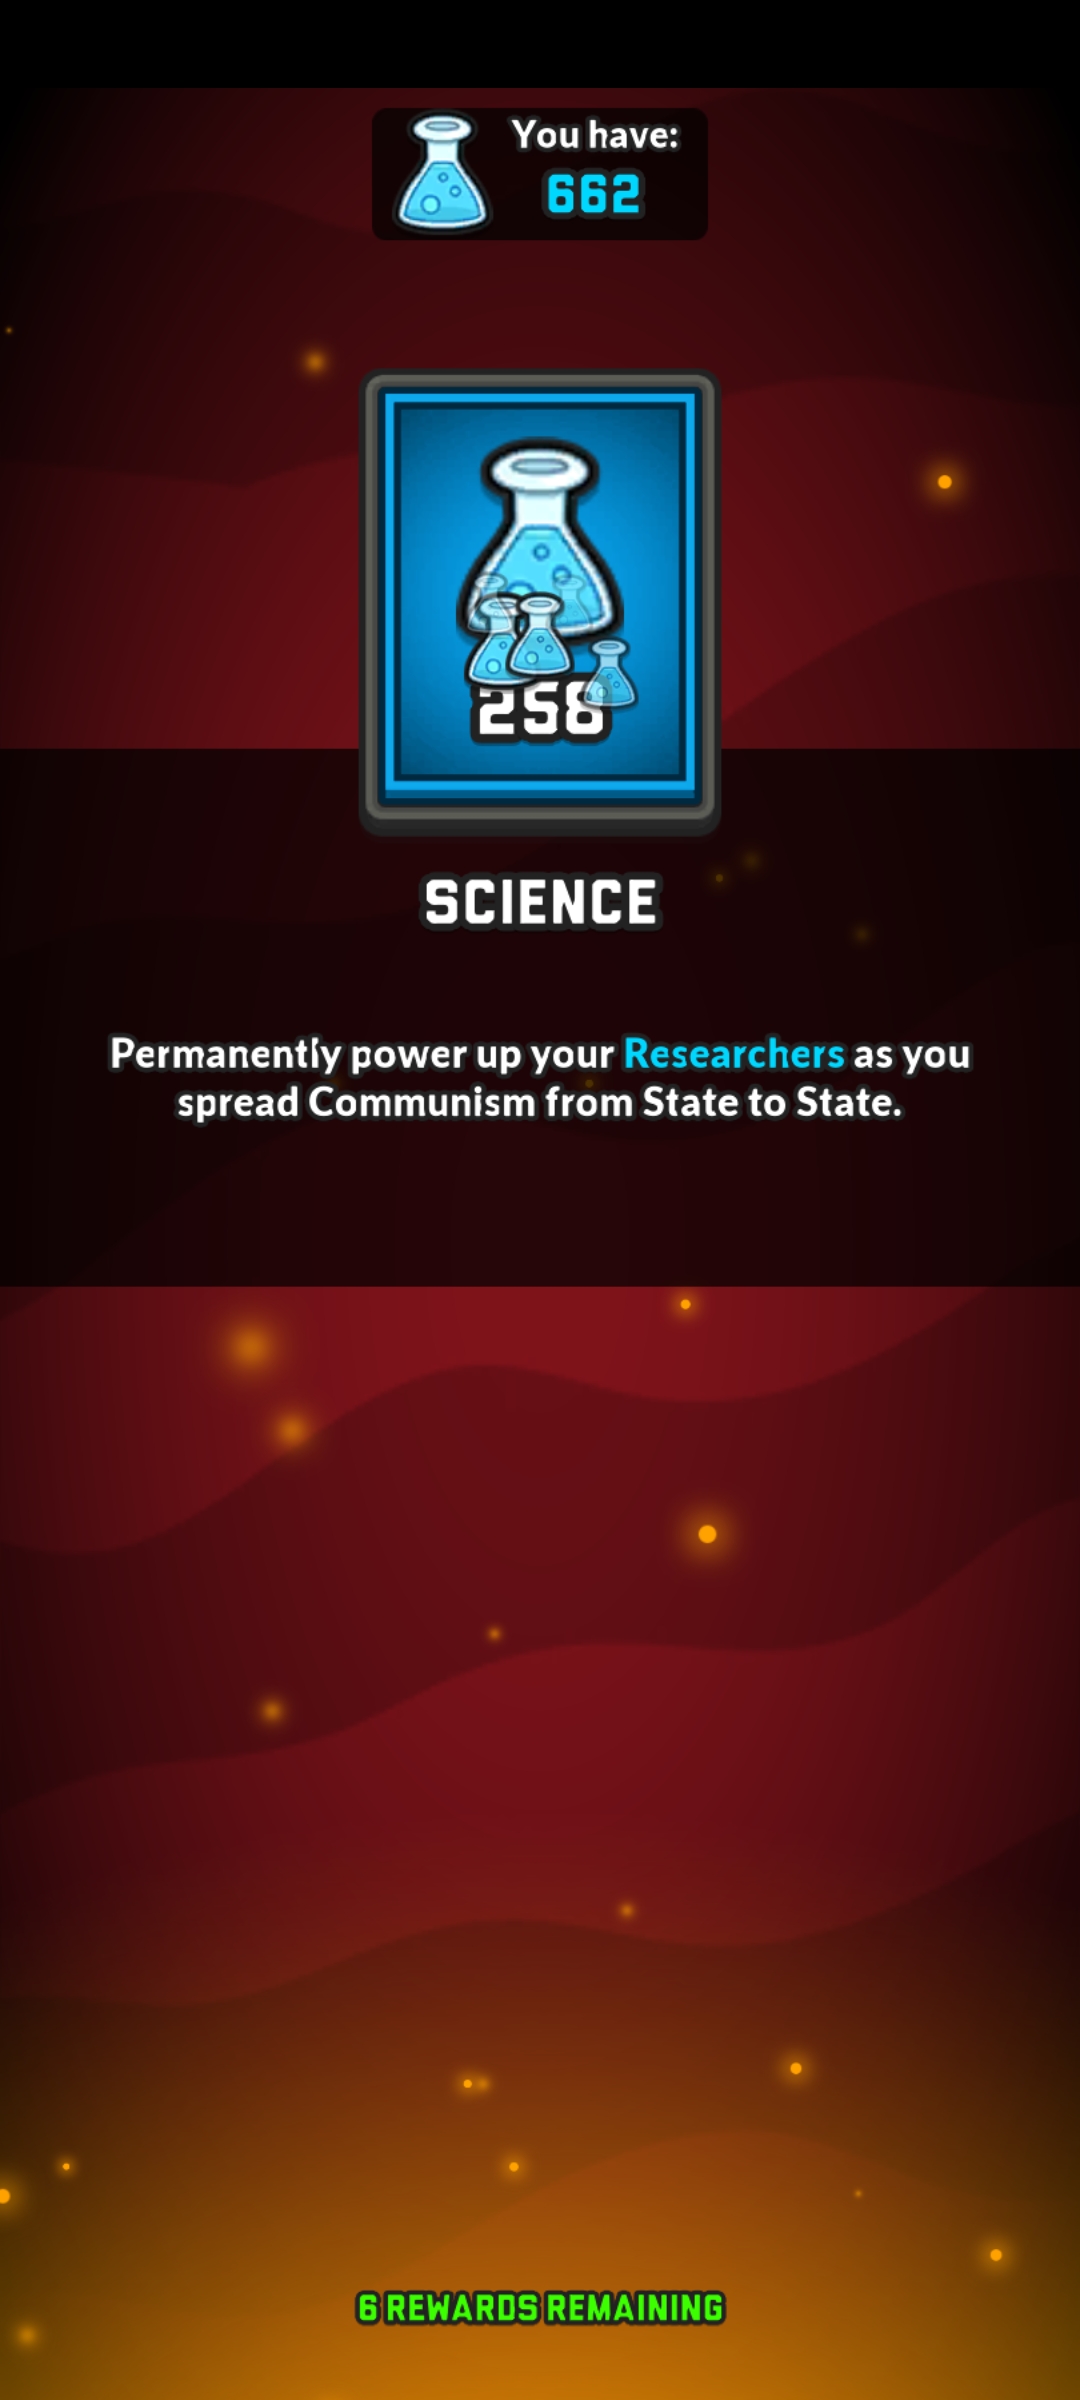 You have:
662
258
SCIENCE
Permanently power up your Researchers as you
spread Communism from State to State.
6 REWARDS REMAINING